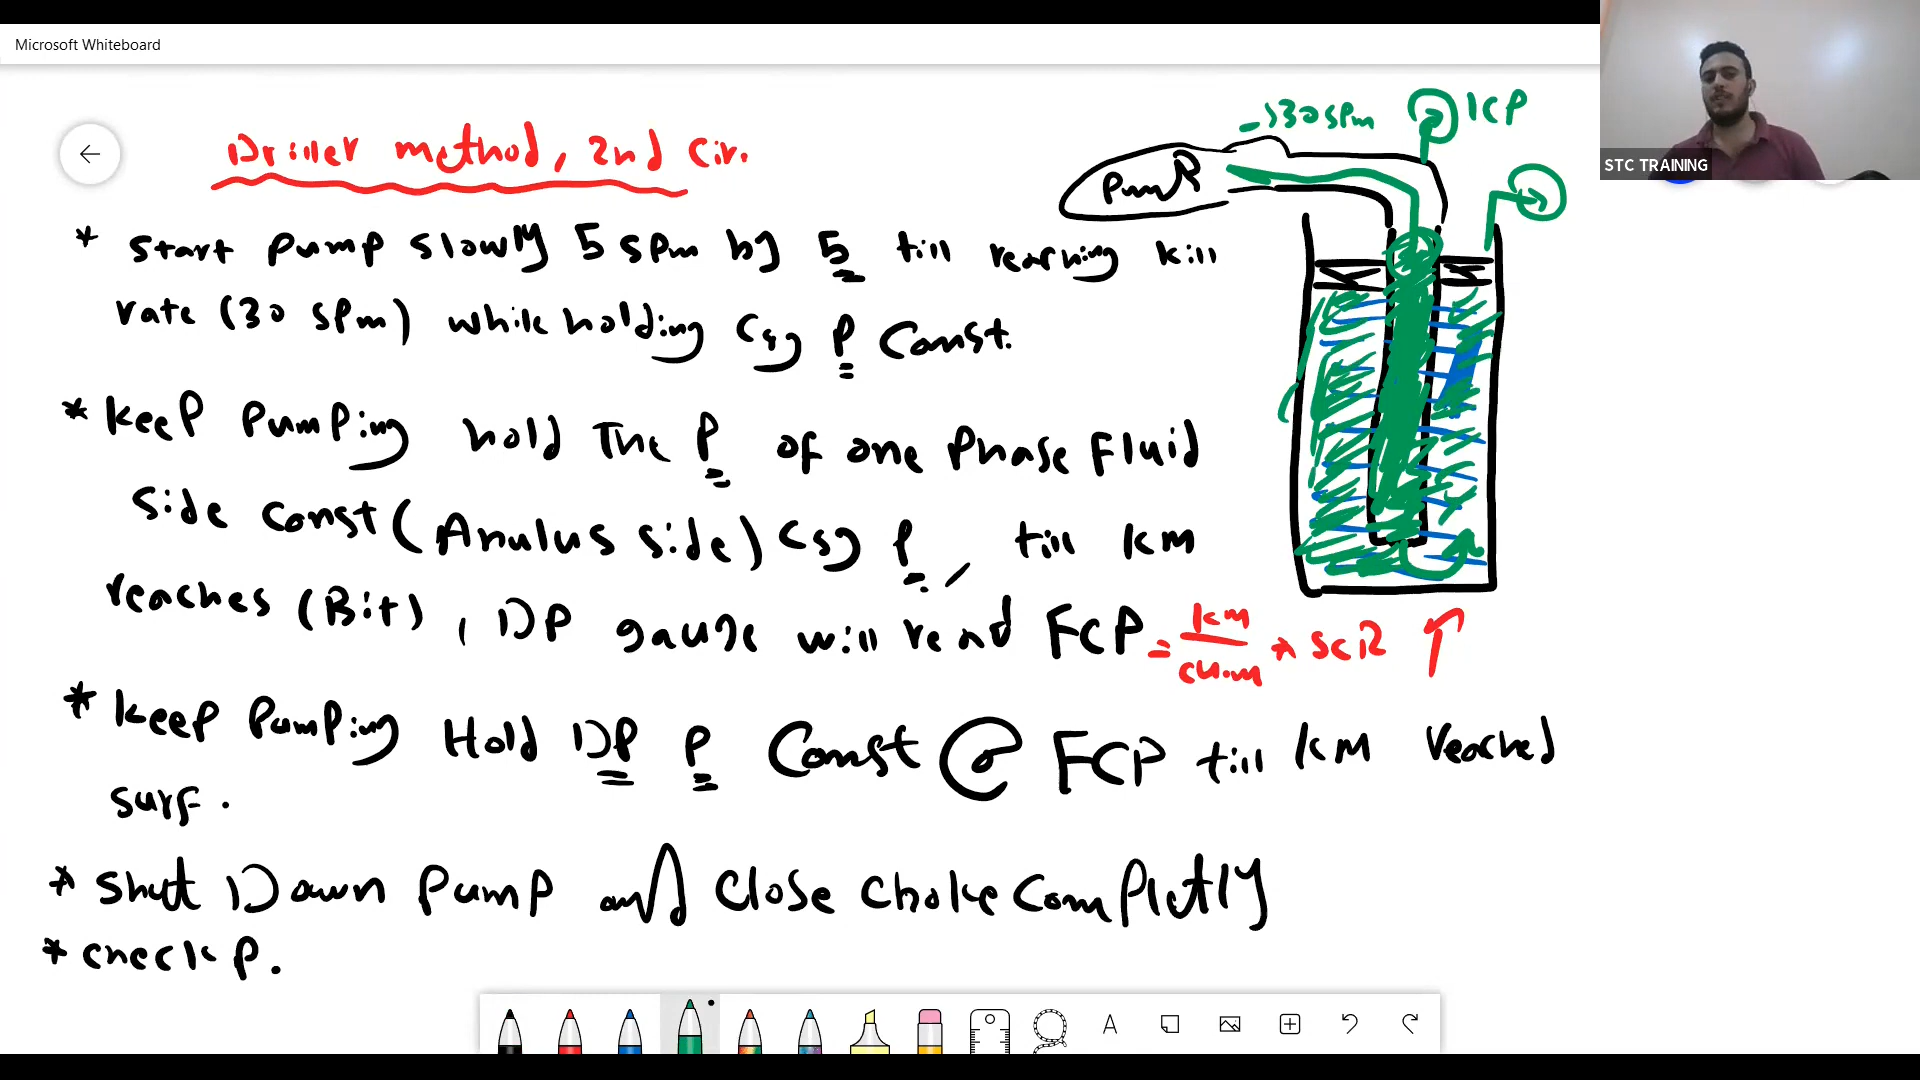 Microsoft Whiteboard
STC TRAINING
Driller method, 2nd Cir.
* start pump slowly 5 spm by 5 till reaching kill
rate (30 spm) while holding Csg P Const.
* keep Pumping hold The P of one Phase Fluid
side const (Anulus side) Csg P, till km
reaches (Bit), DP gauge will read FCP = km / cu.m * SCR
* keep Pumping Hold DP P Const @ FCP till km reached
surf.
* shut Down Pump and Close Choke Completly
* check P.
→30 spm
ICP
Pump
A